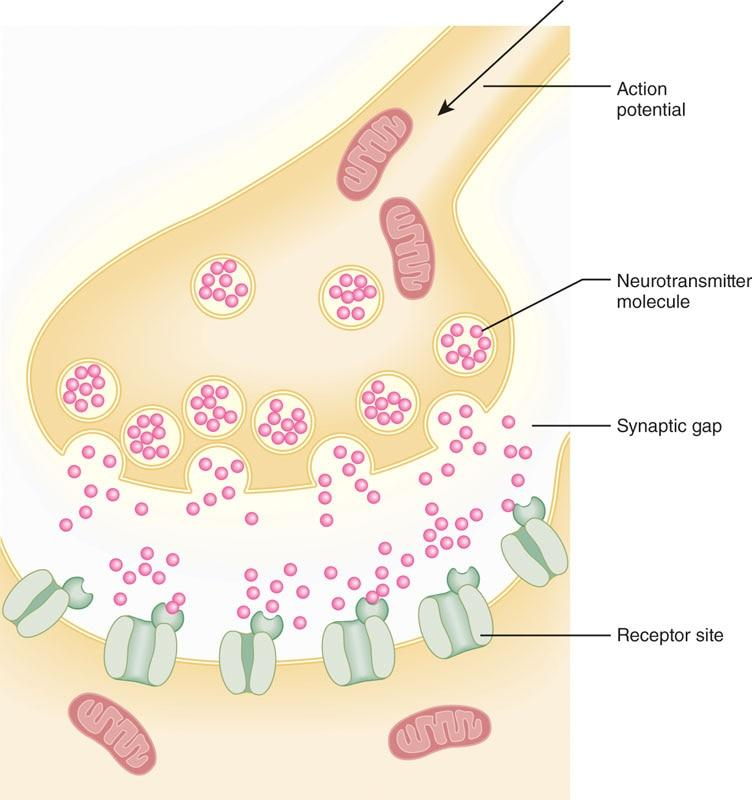 Action
potential
Neurotransmitter
molecule
Synaptic gap
Receptor site